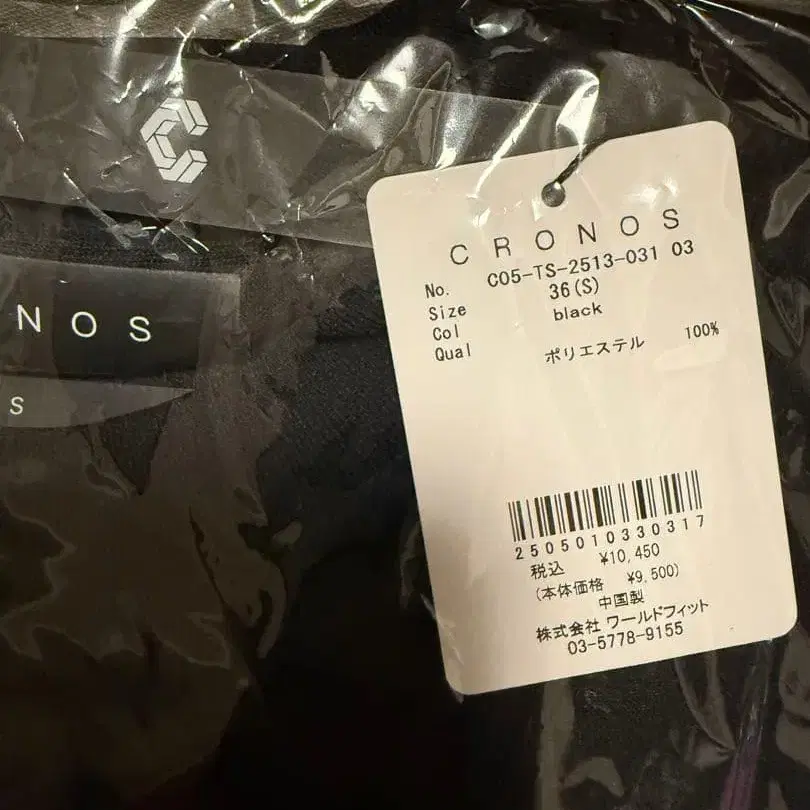 NOS
S
CRONOS
No. C05-TS-2513-031 03
Size 36(S)
Col black
Qual ポリエステル 100%
2505010330317
税込 ¥10,450
(本体価格 ¥9,500)
中国製
株式会社 ワールドフィット
03-5778-9155